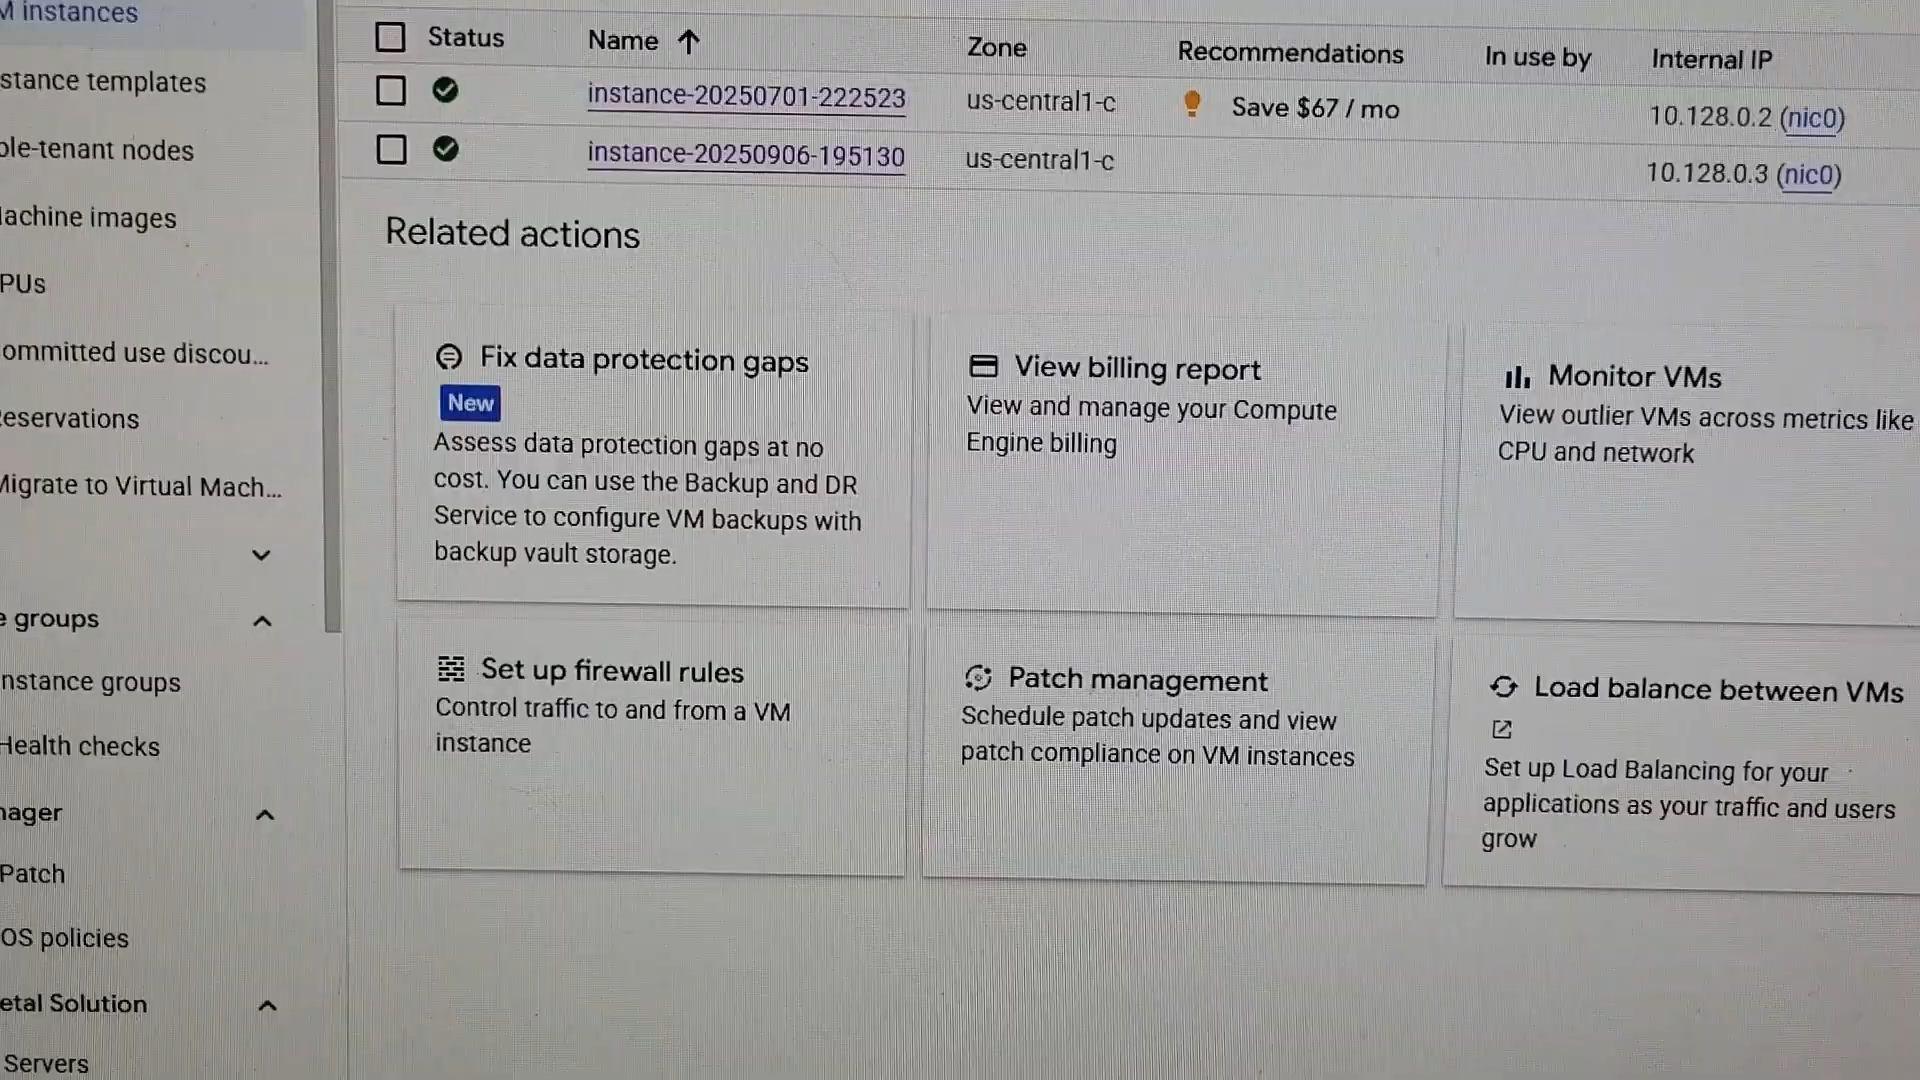 M instances
stance templates
ole-tenant nodes
achine images
PUs
ommitted use discou...
eservations
Migrate to Virtual Mach...
e groups
nstance groups
Health checks
nager
Patch
OS policies
etal Solution
Servers
Status Name Zone Recommendations In use by Internal IP
instance-20250701-222523 us-central1-c Save $67 / mo 10.128.0.2 (nic0)
instance-20250906-195130 us-central1-c 10.128.0.3 (nic0)
Related actions
Fix data protection gaps
New
Assess data protection gaps at no
cost. You can use the Backup and DR
Service to configure VM backups with
backup vault storage.
View billing report
View and manage your Compute
Engine billing
Monitor VMs
View outlier VMs across metrics like
CPU and network
Set up firewall rules
Control traffic to and from a VM
instance
Patch management
Schedule patch updates and view
patch compliance on VM instances
Load balance between VMs
Set up Load Balancing for your
applications as your traffic and users
grow